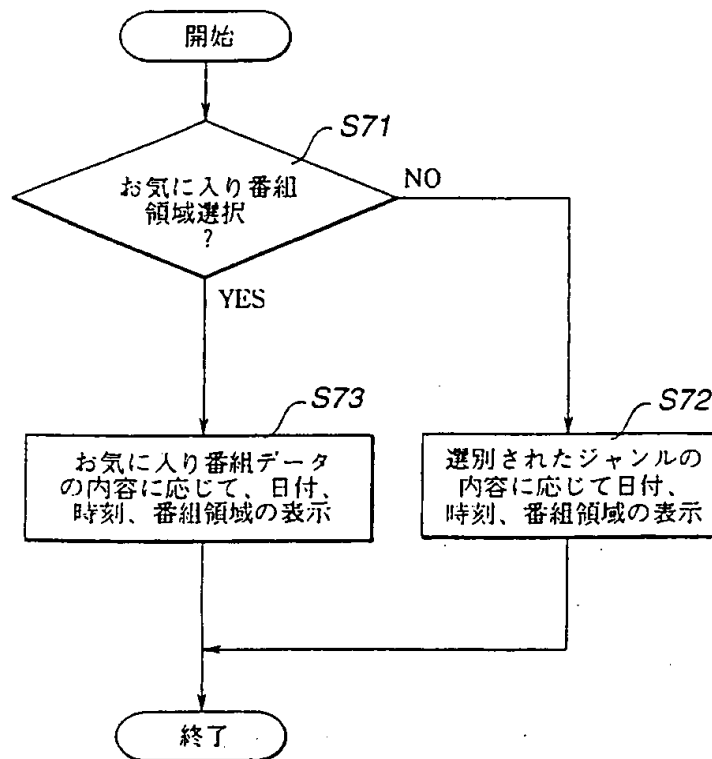 開始
S71
お気に入り番組
領域選択
?
NO
YES
S73
お気に入り番組データ
の内容に応じて、日付、
時刻、番組領域の表示
S72
選別されたジャンルの
内容に応じて日付、
時刻、番組領域の表示
終了